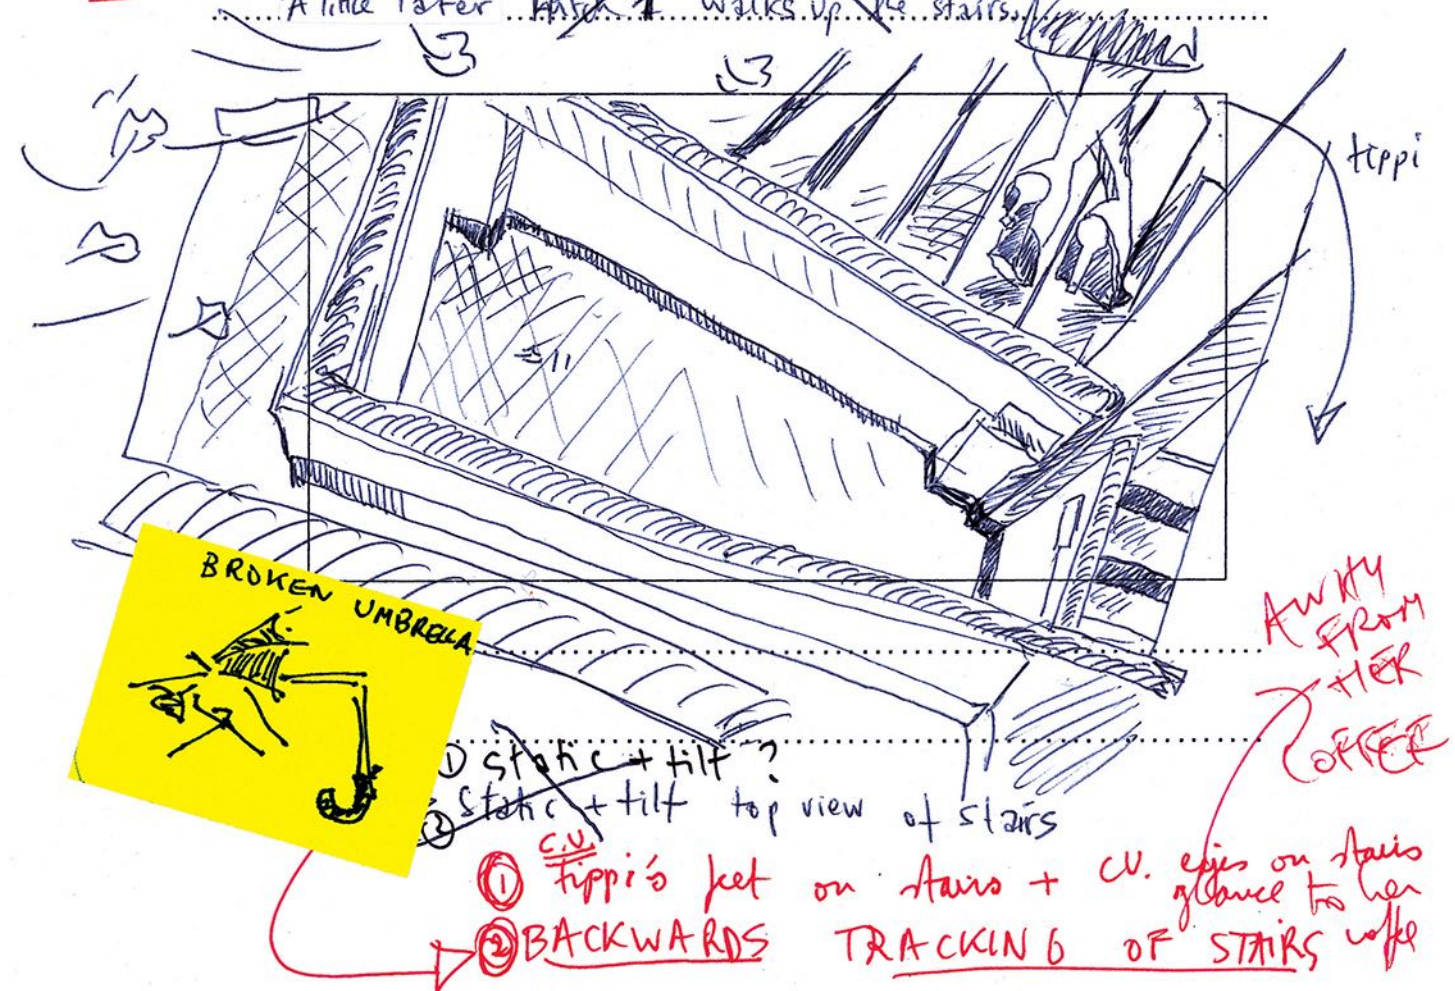 A little later walks up the stairs.
tippi
BROKEN
UMBRELLA
AWAY
FROM
HER
COFFEE
① static + tilt ?
② static + tilt top view of stairs
C.U.
① tippi's feet on stairs + CU. eyes on stairs
glance to her
② BACKWARDS TRACKING OF STAIRS coffee